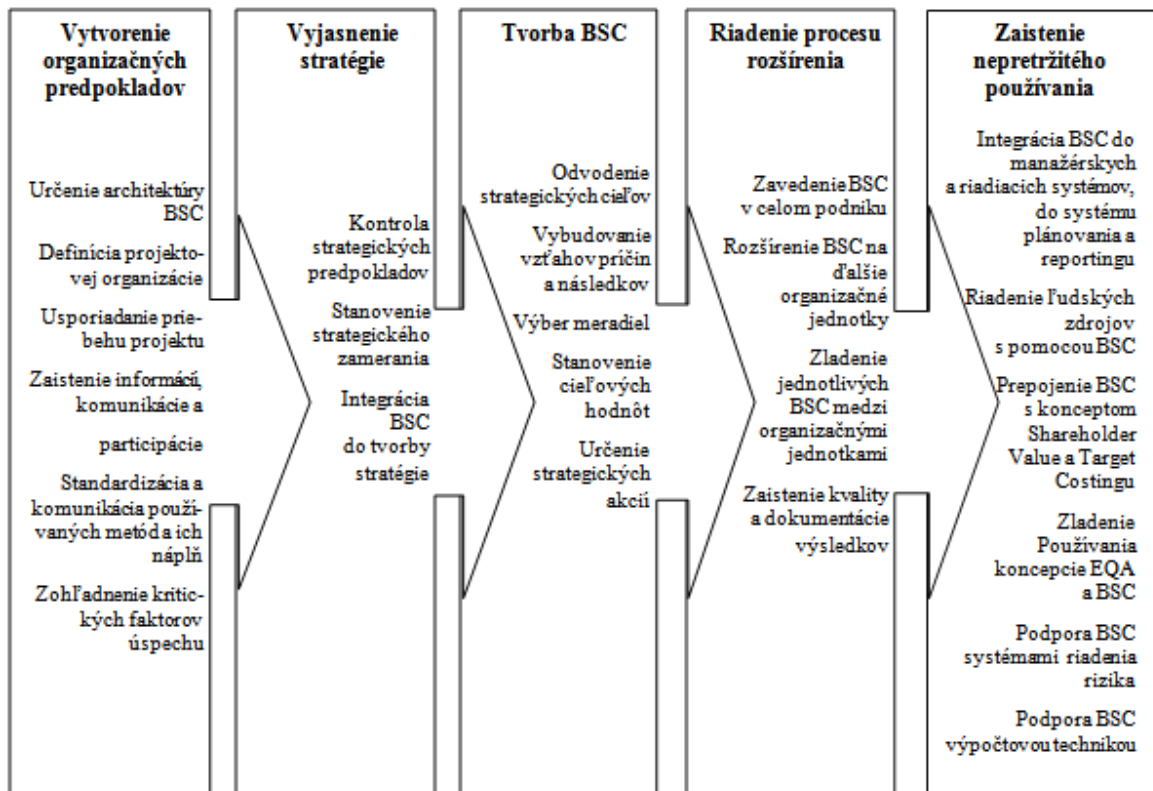 Vytvorenie
organizačných
predpokladov
Určenie architektúry
BSC
Definícia projekto-
vej organizácie
Usporiadanie prie-
behu projektu
Zaistenie informácií,
komunikácie a
participácie
Standardizácia a
komunikácia použí-
vaných metód a ich
náplň
Zohľadnenie kritic-
kých faktorov
úspechu
Vyjasnenie
stratégie
Kontrola
strategických
predpokladov
Stanovenie
strategického
zamerania
Integrácia
BSC
do tvorby
stratégie
Tvorba BSC
Odvodenie
strategických cieľov
Vybudovanie
vzťahov príčin
a následkov
Výber meradiel
Stanovenie
cieľových
hodnôt
Určenie
strategických
akcií
Riadenie procesu
rozšírenia
Zavedenie BSC
v celom podniku
Rozšírenie BSC na
ďalšie
organizačné
jednotky
Zladenie
jednotlivých
BSC medzi
organizačnými
jednotkami
Zaistenie kvality
a dokumentácie
výsledkov
Zaistenie
nepretržitého
používania
Integrácia BSC do
manažérskych
a riadiacich systémov,
do systému
plánovania a
reportingu
Riadenie ľudských
zdrojov
s pomocou BSC
Prepojenie BSC
s konceptom
Shareholder
Value a Target
Costingu
Zladenie
Používania
koncepcie EQA
a BSC
Podpora BSC
systémami riadenia
rizika
Podpora BSC
výpočtovou technikou